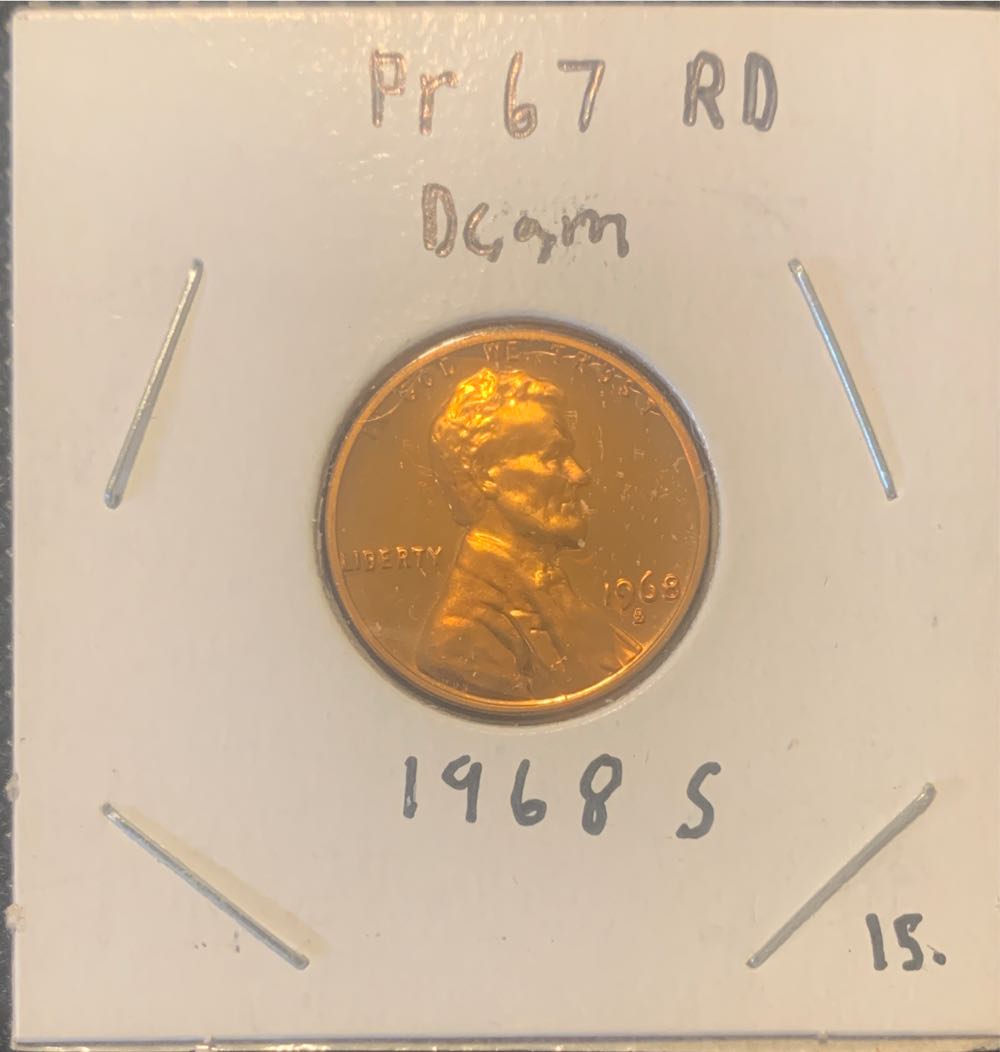 Pr 67 RD
Dcam
IN GOD WE TRUST
LIBERTY
1968
S
1968 S
15.